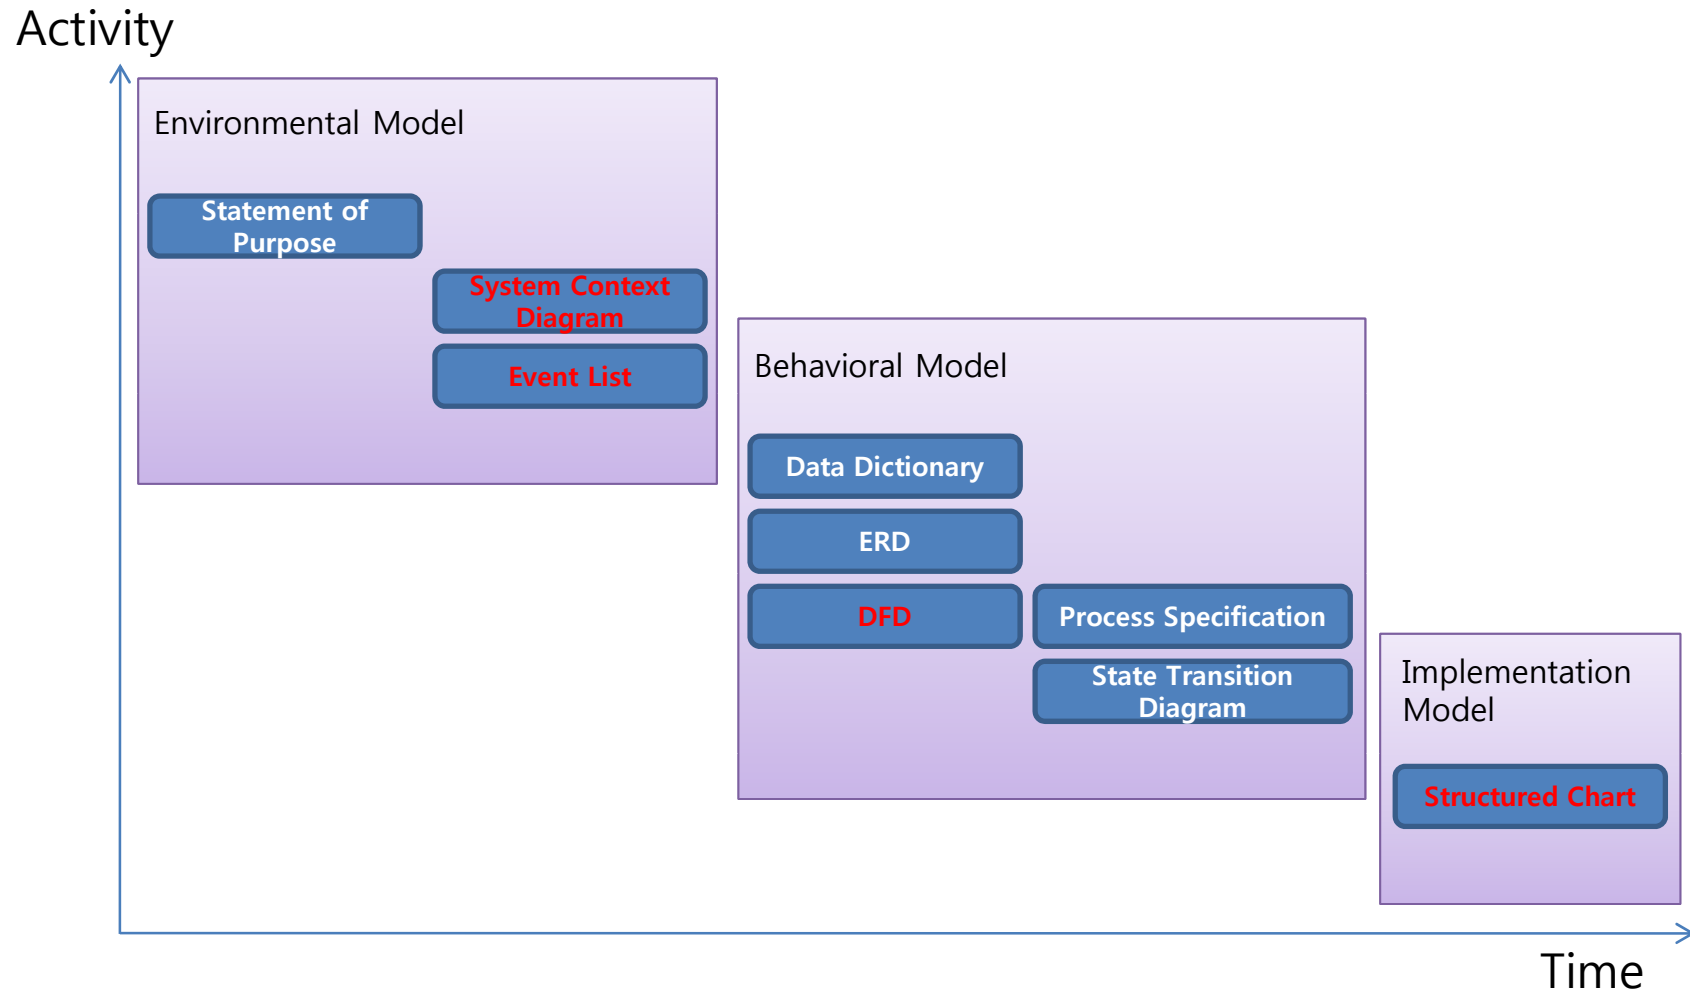 Activity
Environmental Model
Statement of
Purpose
System Context
Diagram
Event List
Behavioral Model
Data Dictionary
ERD
DFD
Process Specification
State Transition
Diagram
Implementation
Model
Structured Chart
Time